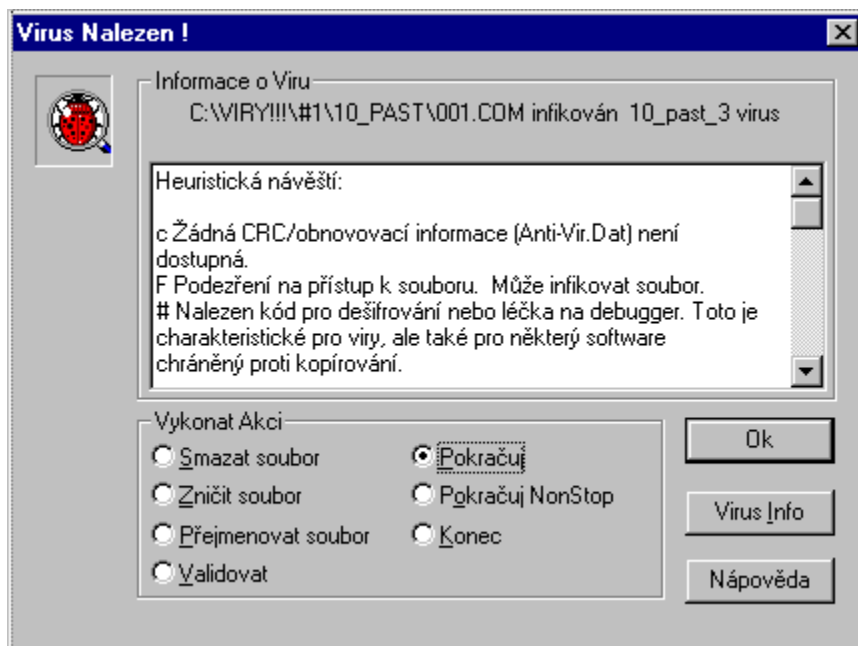 Virus Nalezen !
Informace o Viru
C:\VIRY!!!\#1\10_PAST\001.COM infikován  10_past_3 virus
Heuristická návěští:
c Žádná CRC/obnovovací informace (Anti-Vir.Dat) není
dostupná.
F Podezření na přístup k souboru.  Může infikovat soubor.
# Nalezen kód pro dešifrování nebo léčka na debugger. Toto je
charakteristické pro viry, ale také pro některý software
chráněný proti kopírování.
Vykonat Akci
Smazat soubor
Pokračuj
Zničit soubor
Pokračuj NonStop
Přejmenovat soubor
Konec
Validovat
Ok
Virus Info
Nápověda